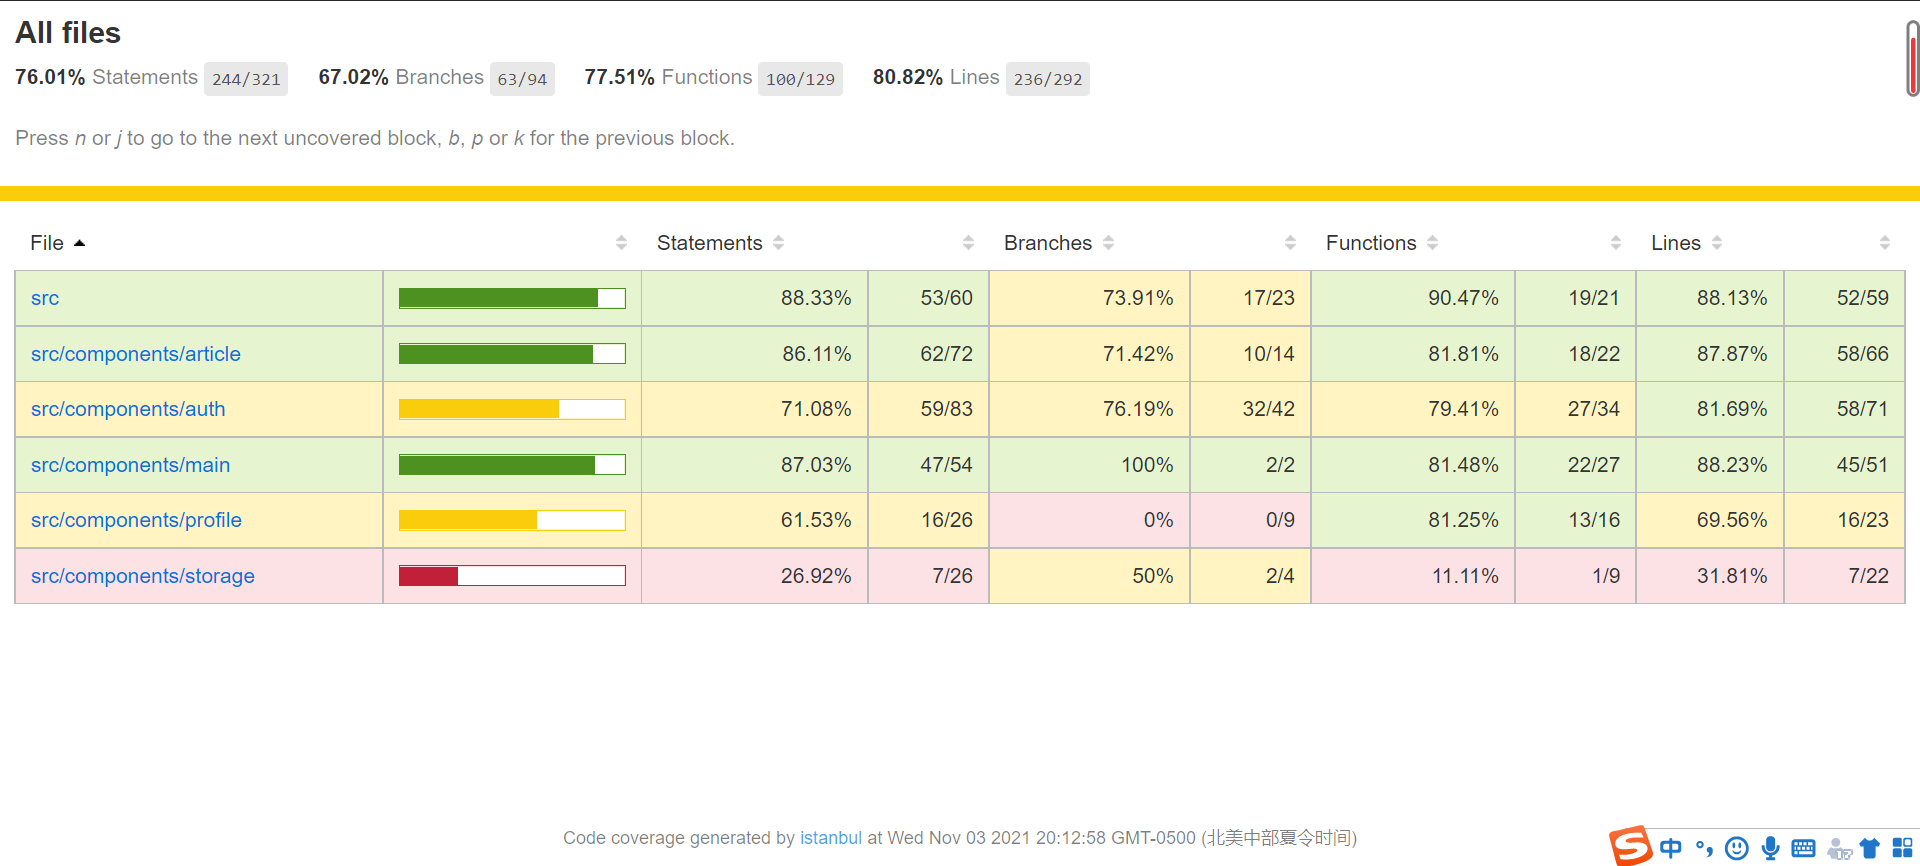 All files
76.01% Statements 244/321 67.02% Branches 63/94 77.51% Functions 100/129 80.82% Lines 236/292
Press n or j to go to the next uncovered block, b, p or k for the previous block.
File Statements Branches Functions Lines
src 88.33% 53/60 73.91% 17/23 90.47% 19/21 88.13% 52/59
src/components/article 86.11% 62/72 71.42% 10/14 81.81% 18/22 87.87% 58/66
src/components/auth 71.08% 59/83 76.19% 32/42 79.41% 27/34 81.69% 58/71
src/components/main 87.03% 47/54 100% 2/2 81.48% 22/27 88.23% 45/51
src/components/profile 61.53% 16/26 0% 0/9 81.25% 13/16 69.56% 16/23
src/components/storage 26.92% 7/26 50% 2/4 11.11% 1/9 31.81% 7/22
Code coverage generated by istanbul at Wed Nov 03 2021 20:12:58 GMT-0500 (北美中部夏令时间)
S 中 °,